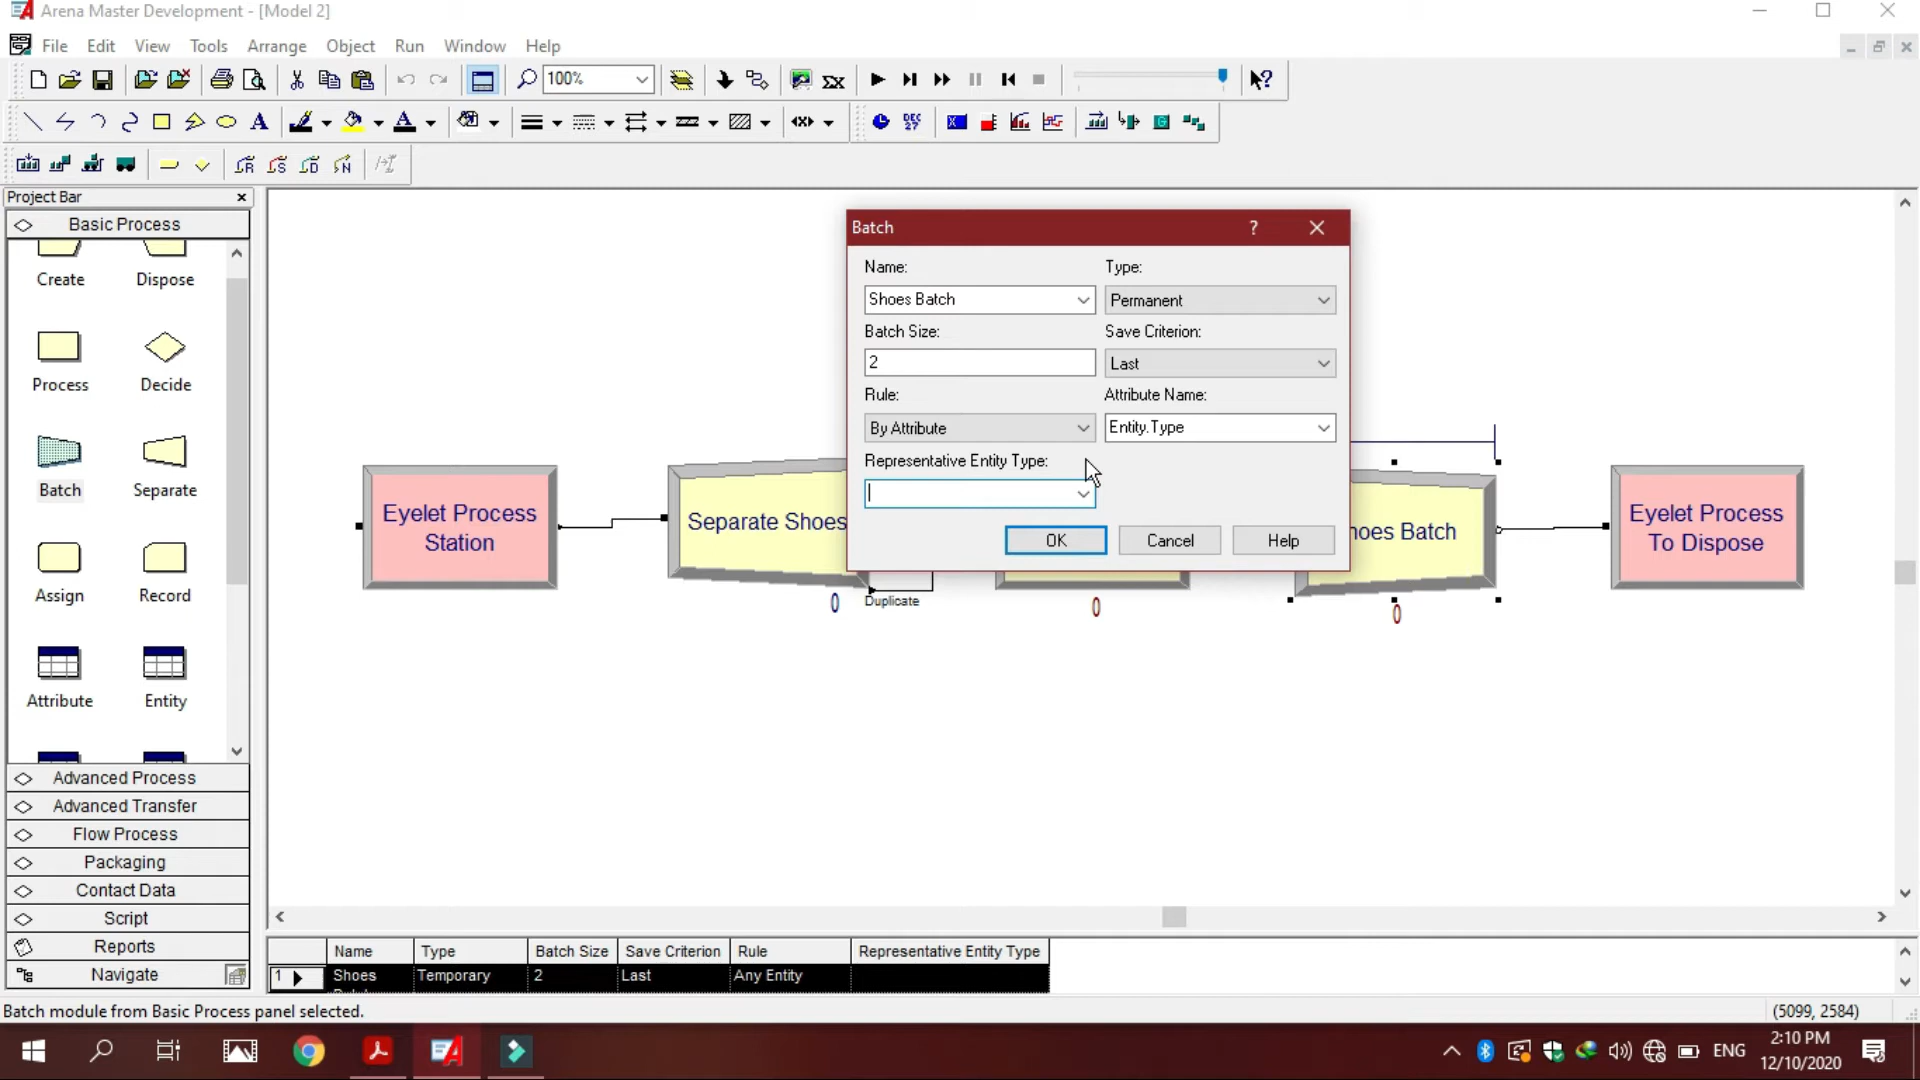 Arena Master Development - [Model 2]
File Edit View Tools Arrange Object Run Window Help
100%
Project Bar
Basic Process
Create Dispose
Process Decide
Batch Separate
Assign Record
Attribute Entity
Advanced Process
Advanced Transfer
Flow Process
Packaging
Contact Data
Script
Reports
Navigate
Eyelet Process
Station
Separate Shoes
0
Duplicate
0
hoes Batch
0
Eyelet Process
To Dispose
Batch
Name: Type:
Shoes Batch Permanent
Batch Size: Save Criterion:
2 Last
Rule: Attribute Name:
By Attribute Entity.Type
Representative Entity Type:
OK Cancel Help
Name Type Batch Size Save Criterion Rule Representative Entity Type
1 Shoes Temporary 2 Last Any Entity
Batch module from Basic Process panel selected. (5099, 2584)
ENG
2:10 PM
12/10/2020